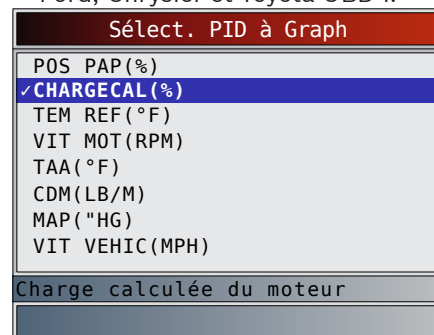 Ford, Chrysler et Toyota OBD I.
Sélect. PID à Graph
POS PAP(%)
✓CHARGECAL(%)
TEM REF(°F)
VIT MOT(RPM)
TAA(°F)
CDM(LB/M)
MAP("HG)
VIT VEHIC(MPH)
Charge calculée du moteur